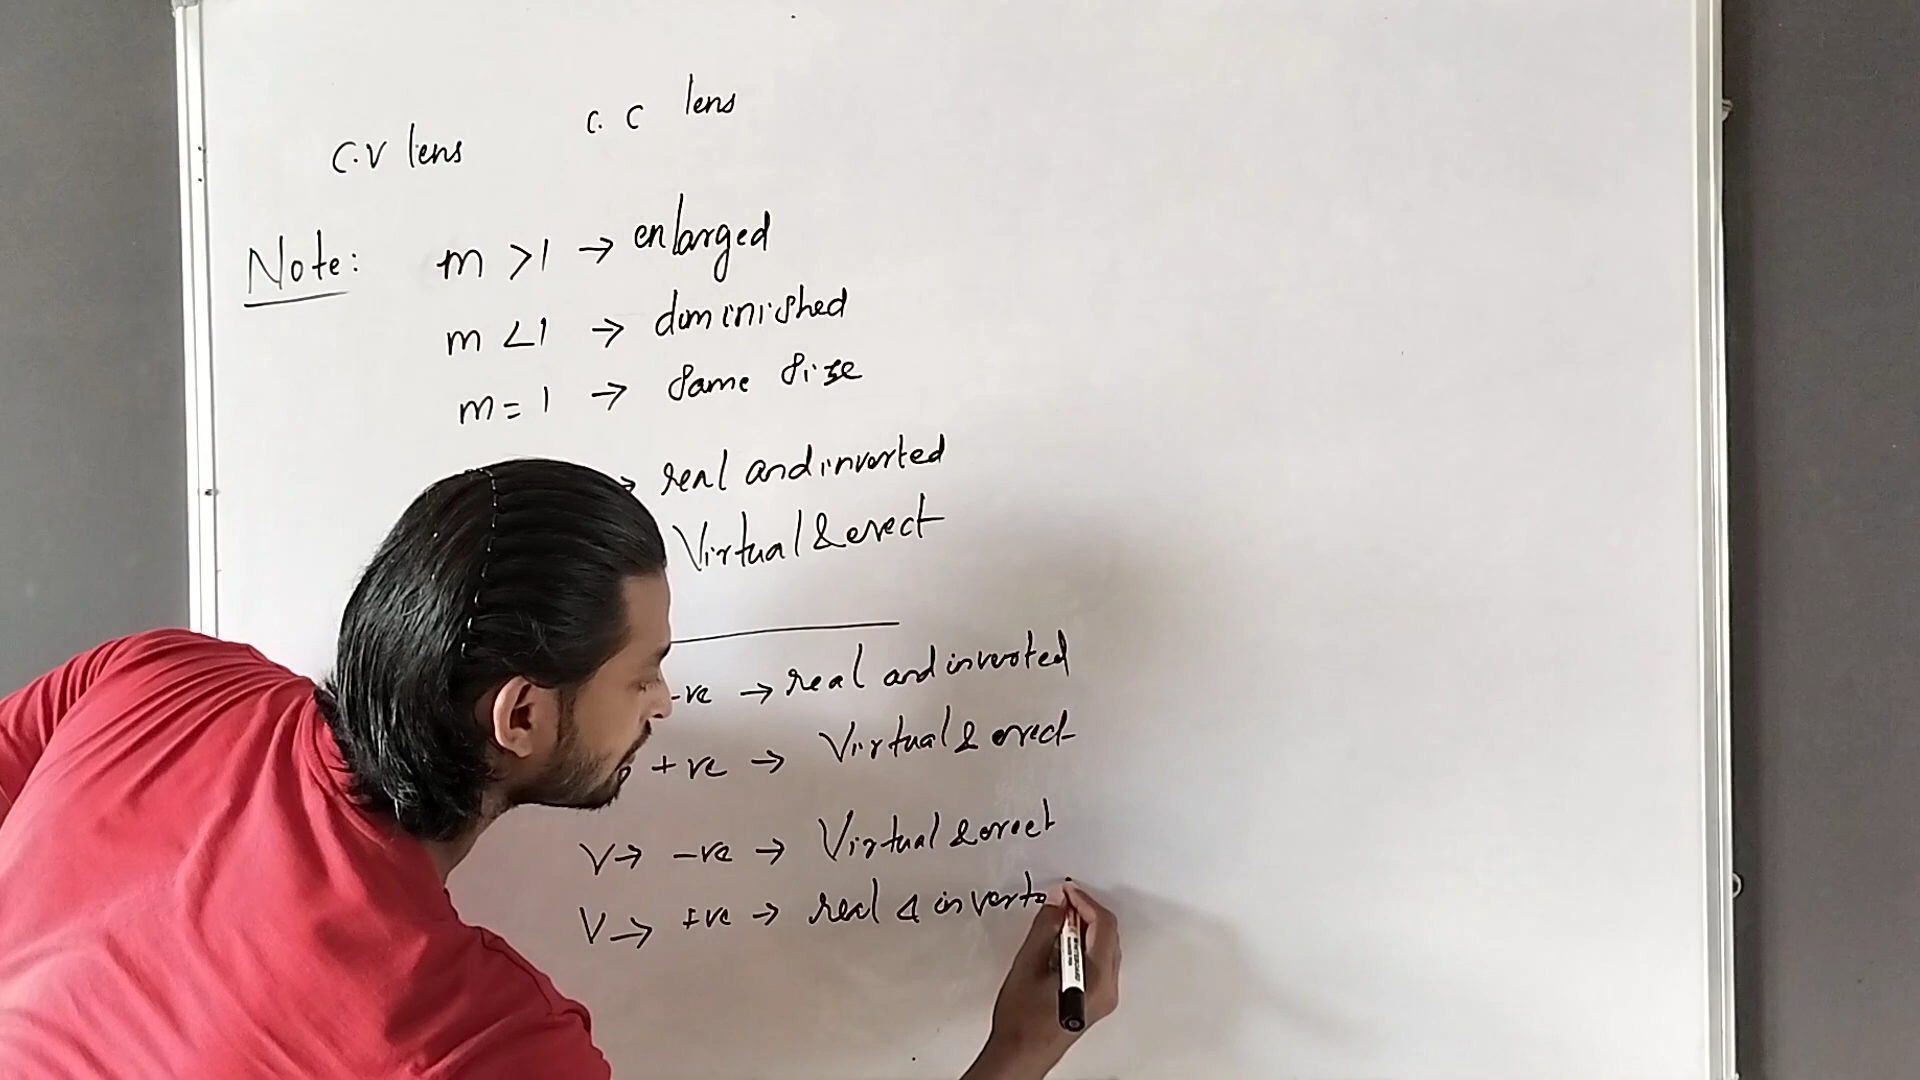 C.V lens
C. C lens
Note: m >1 → enlarged
m <1 → diminished
m = 1 → same size
→ real and inverted
Virtual & erect
-ve → real and inverted
+ve → Virtual & erect
V → -ve → Virtual & erect
V → +ve → real & inverte